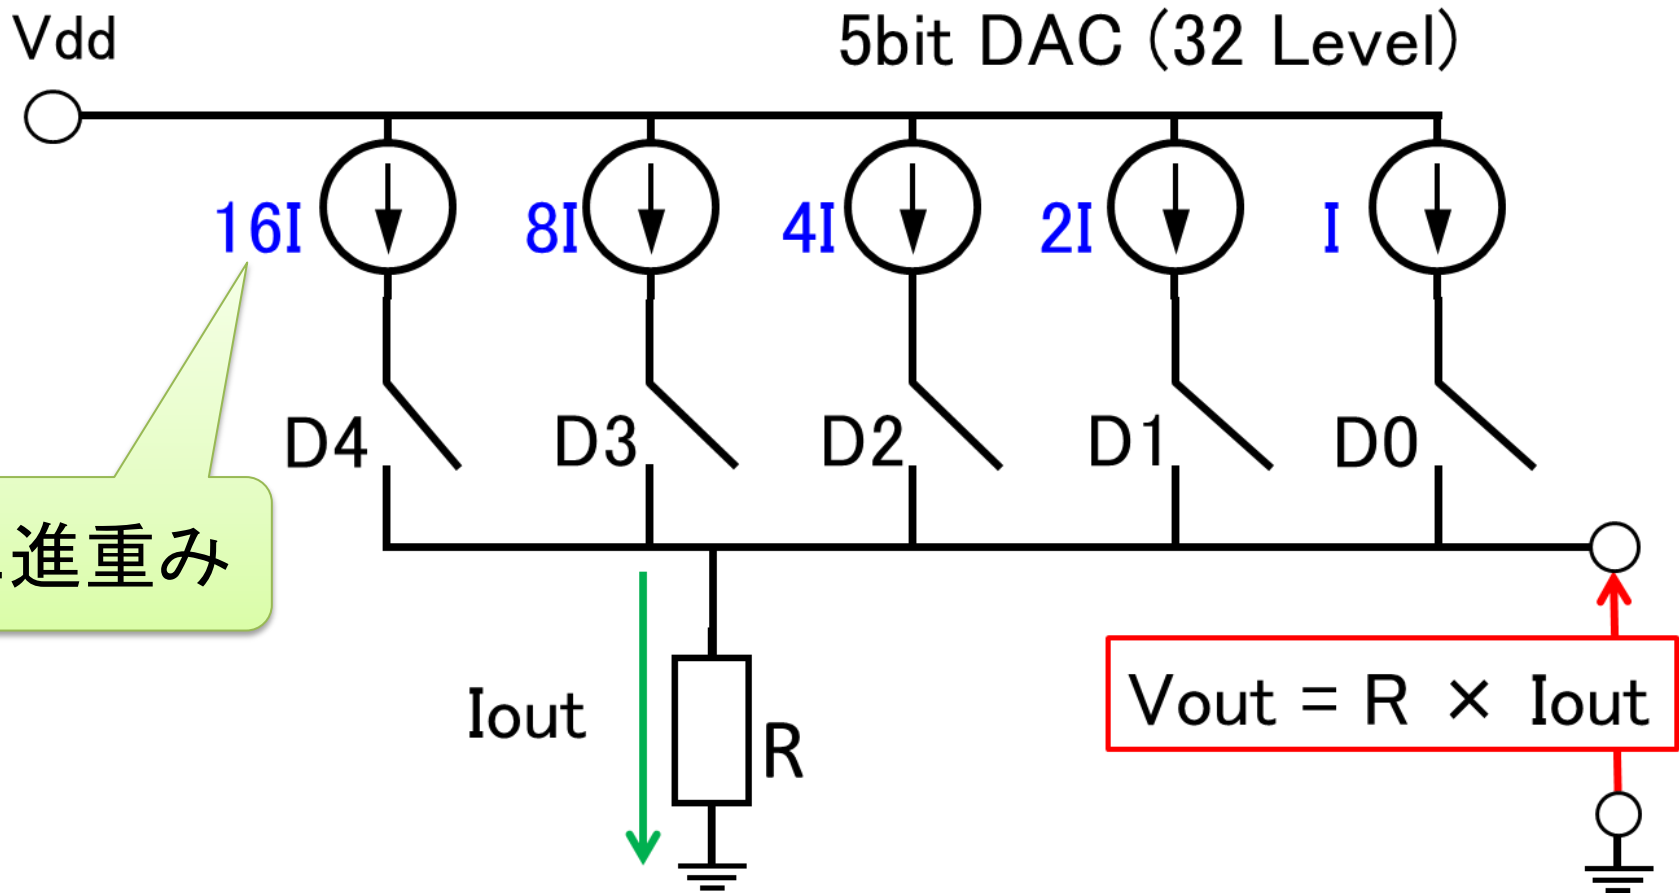 Vdd
5bit DAC (32 Level)
16I
8I
4I
2I
I
D4
D3
D2
D1
D0
進重み
Iout
R
Vout = R × Iout